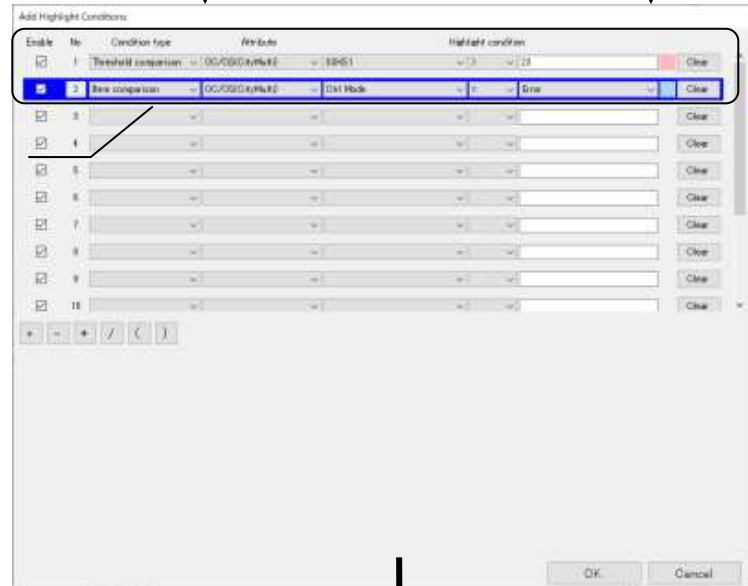 Add Highlight Conditions
Enable No Condition type Attribute Highlight condition
1 Threshold comparison > Clear
2 Item comparison Ctrl Mode = Error Clear
3 Clear
4 Clear
5 Clear
6 Clear
7 Clear
8 Clear
9 Clear
10 Clear
+ - * / ( )
OK Cancel